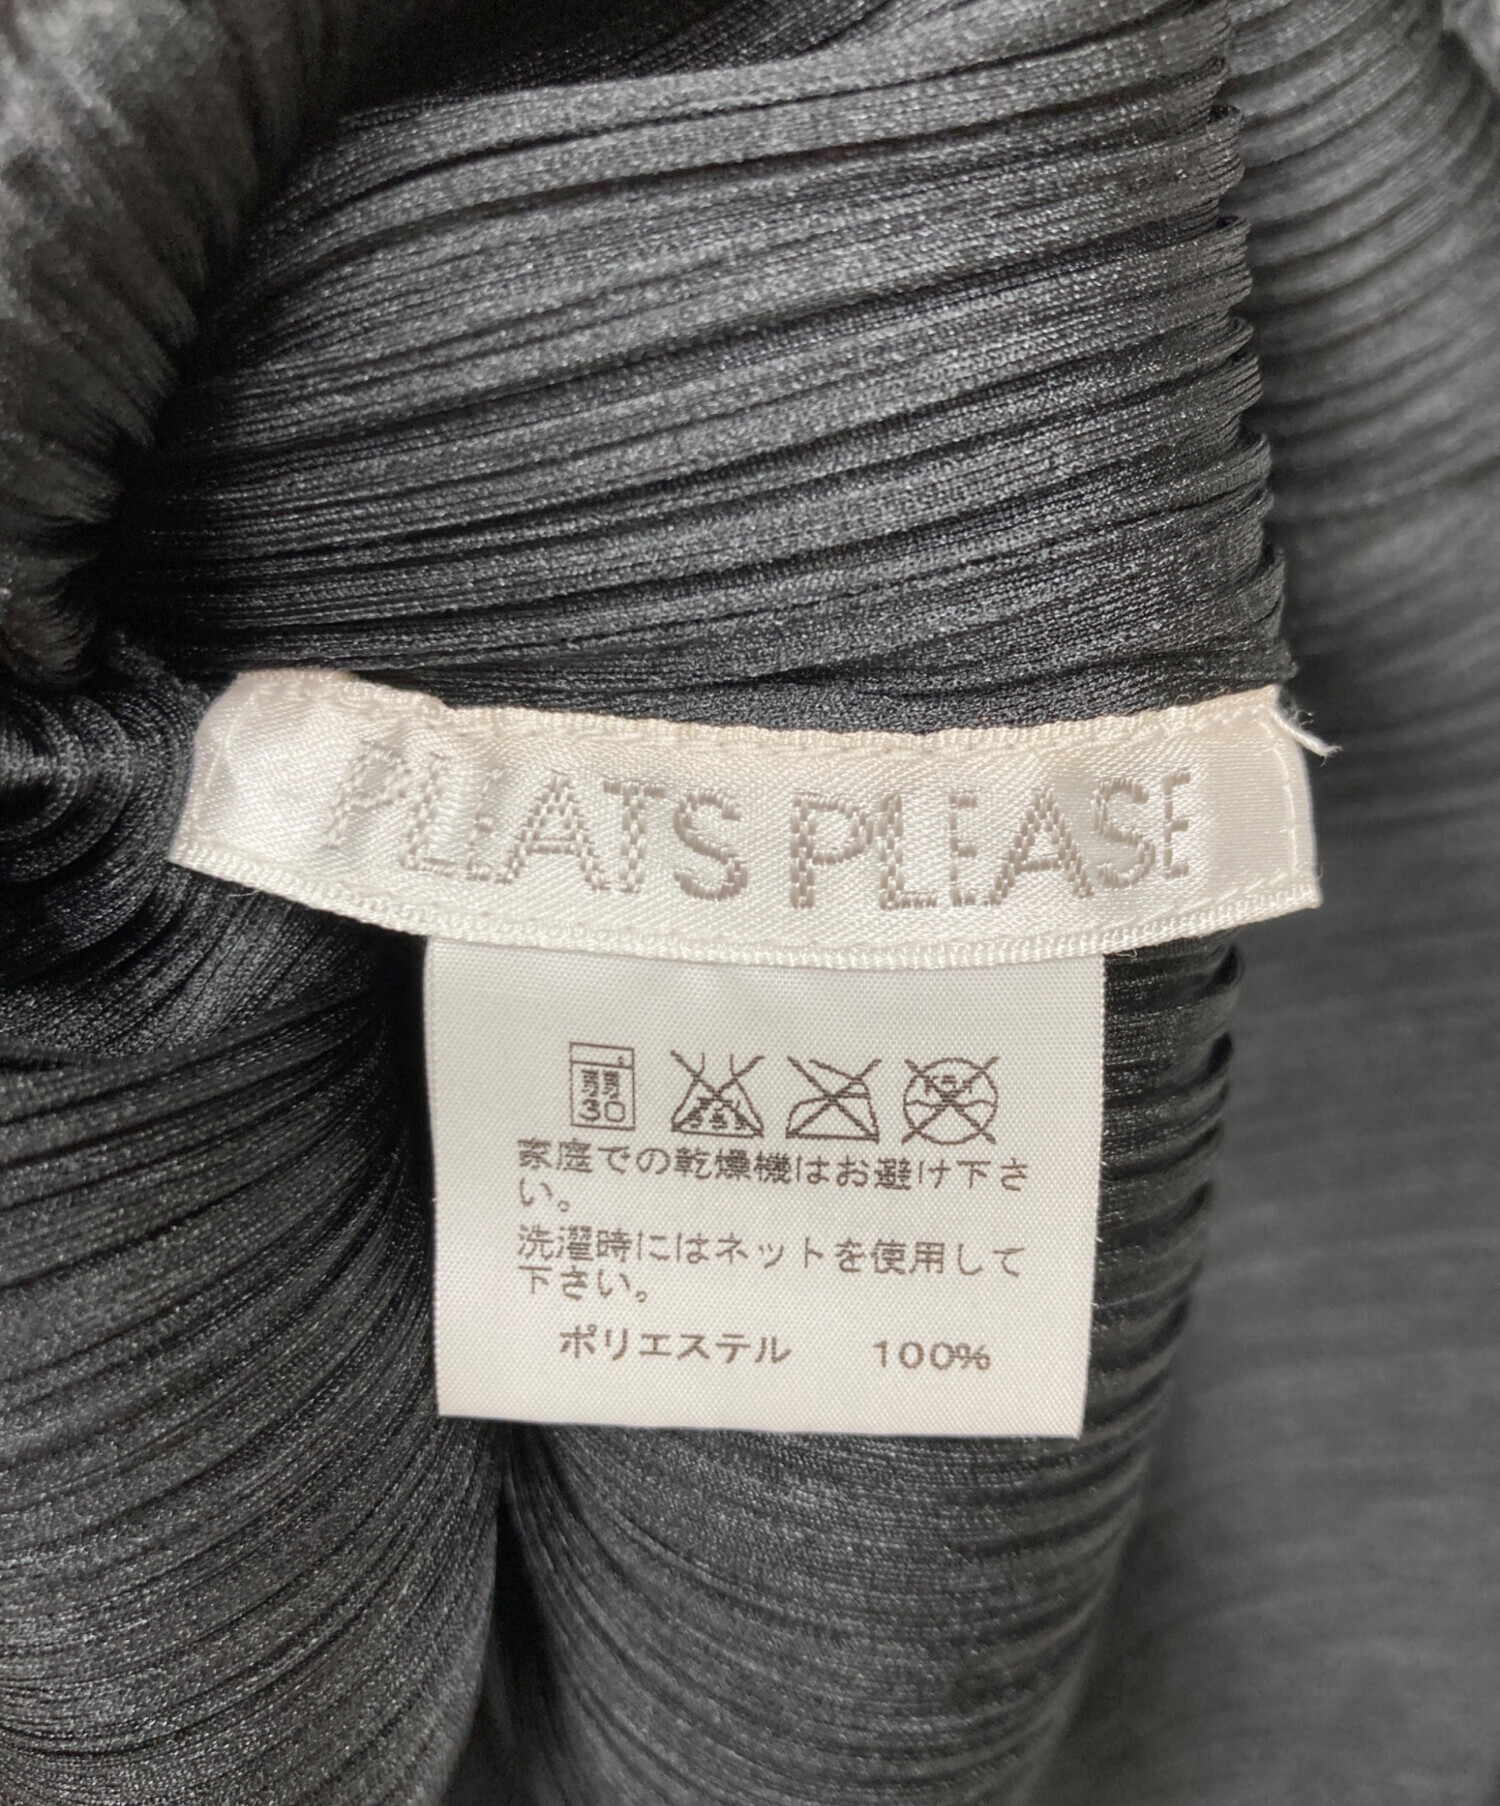 PLEATS PLEASE
30
家庭での乾燥機はお避け下さ
い。
洗濯時にはネットを使用して
下さい。
ポリエステル 100%